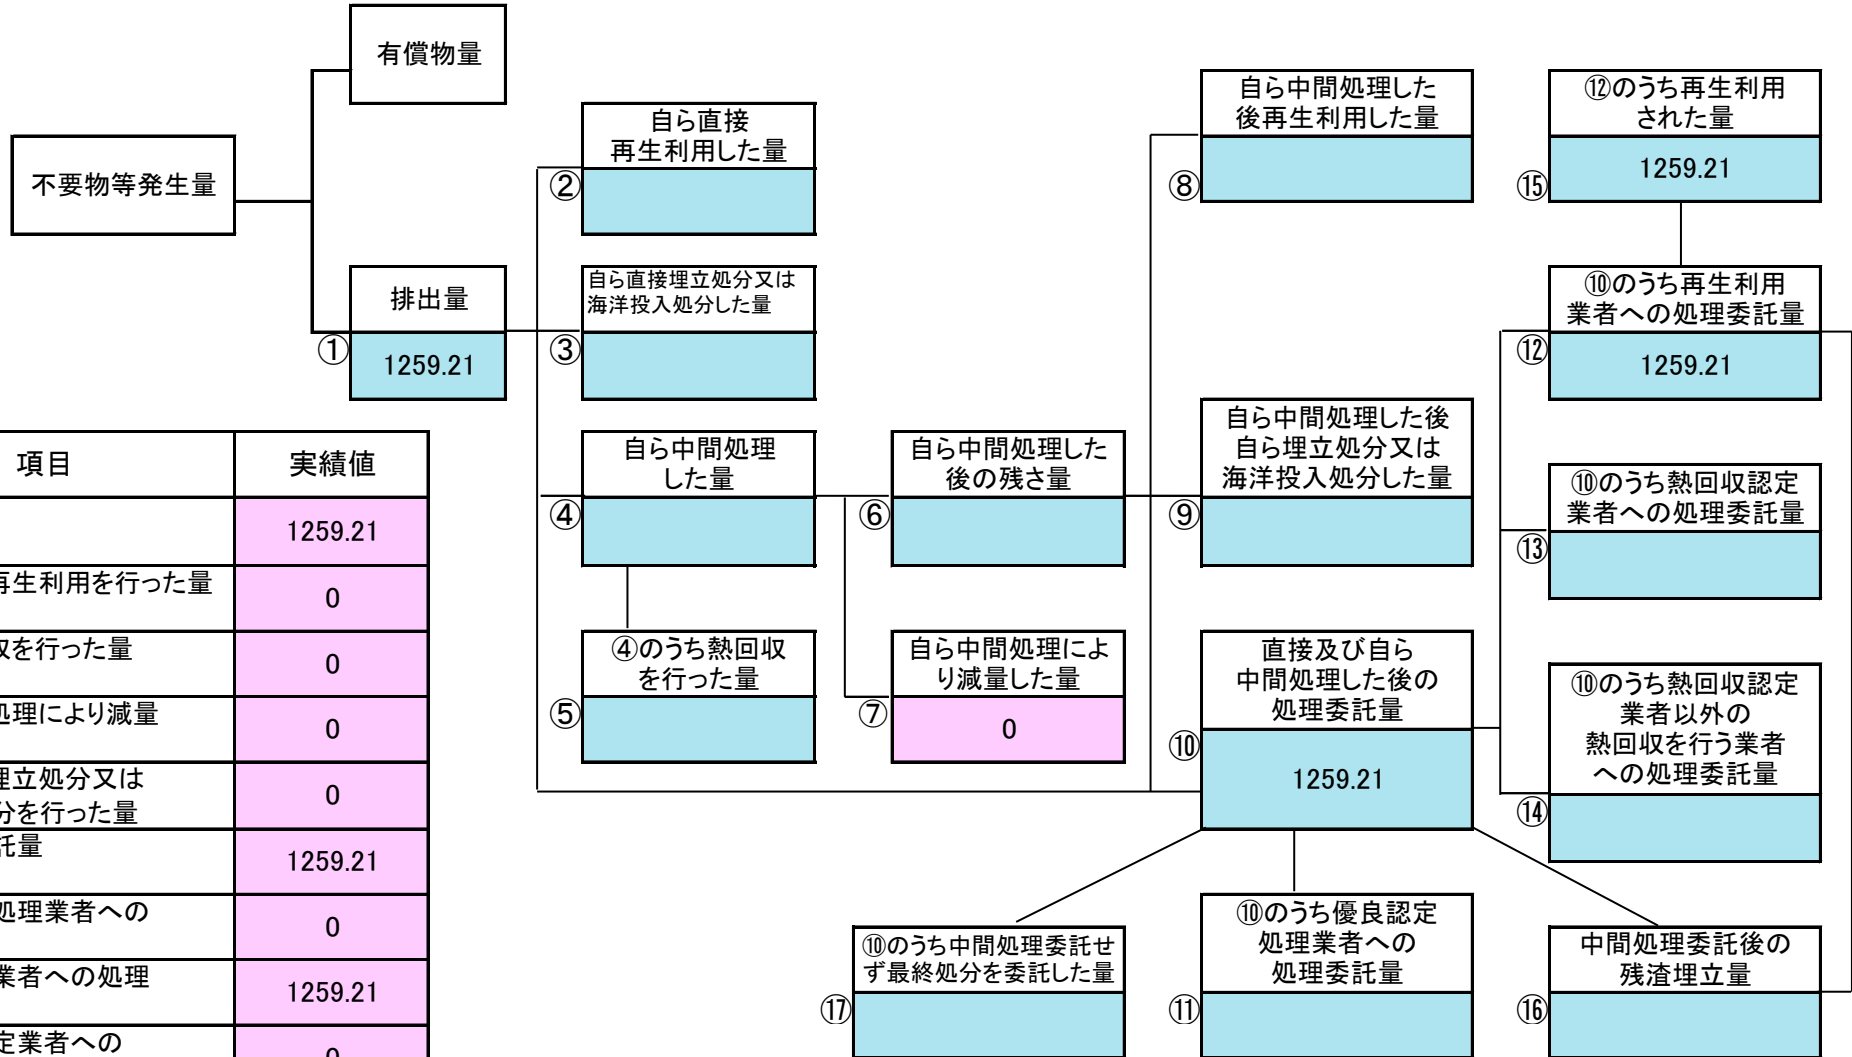 有償物量
不要物等発生量
排出量
①
1259.21
自ら直接
再生利用した量
②
自ら直接埋立処分又は
海洋投入処分した量
③
自ら中間処理
した量
④
④のうち熱回収
を行った量
⑤
自ら中間処理した
後の残さ量
⑥
自ら中間処理によ
り減量した量
⑦
0
自ら中間処理した
後再生利用した量
⑧
自ら中間処理した後
自ら埋立処分又は
海洋投入処分した量
⑨
直接及び自ら
中間処理した後の
処理委託量
⑩
1259.21
⑫のうち再生利用
された量
⑮
1259.21
⑩のうち再生利用
業者への処理委託量
⑫
1259.21
⑩のうち熱回収認定
業者への処理委託量
⑬
⑩のうち熱回収認定
業者以外の
熱回収を行う業者
への処理委託量
⑭
⑩のうち中間処理委託せ
ず最終処分を委託した量
⑰
⑩のうち優良認定
処理業者への
処理委託量
⑪
中間処理委託後の
残渣埋立量
⑯
項目 実績値
1259.21
再生利用を行った量 0
を行った量 0
処理により減量 0
埋立処分又は
分を行った量 0
託量 1259.21
処理業者への 0
業者への処理 1259.21
定業者への 0